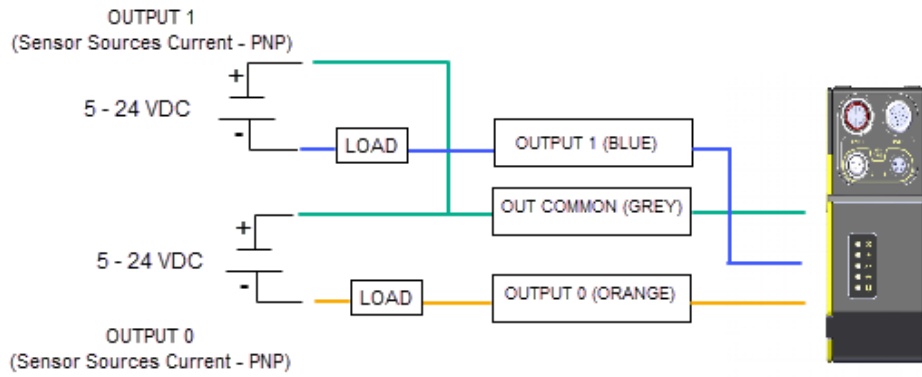 OUTPUT 1
(Sensor Sources Current - PNP)
+
5 - 24 VDC
-
LOAD
OUTPUT 1 (BLUE)
OUT COMMON (GREY)
+
5 - 24 VDC
-
LOAD
OUTPUT 0 (ORANGE)
OUTPUT 0
(Sensor Sources Current - PNP)